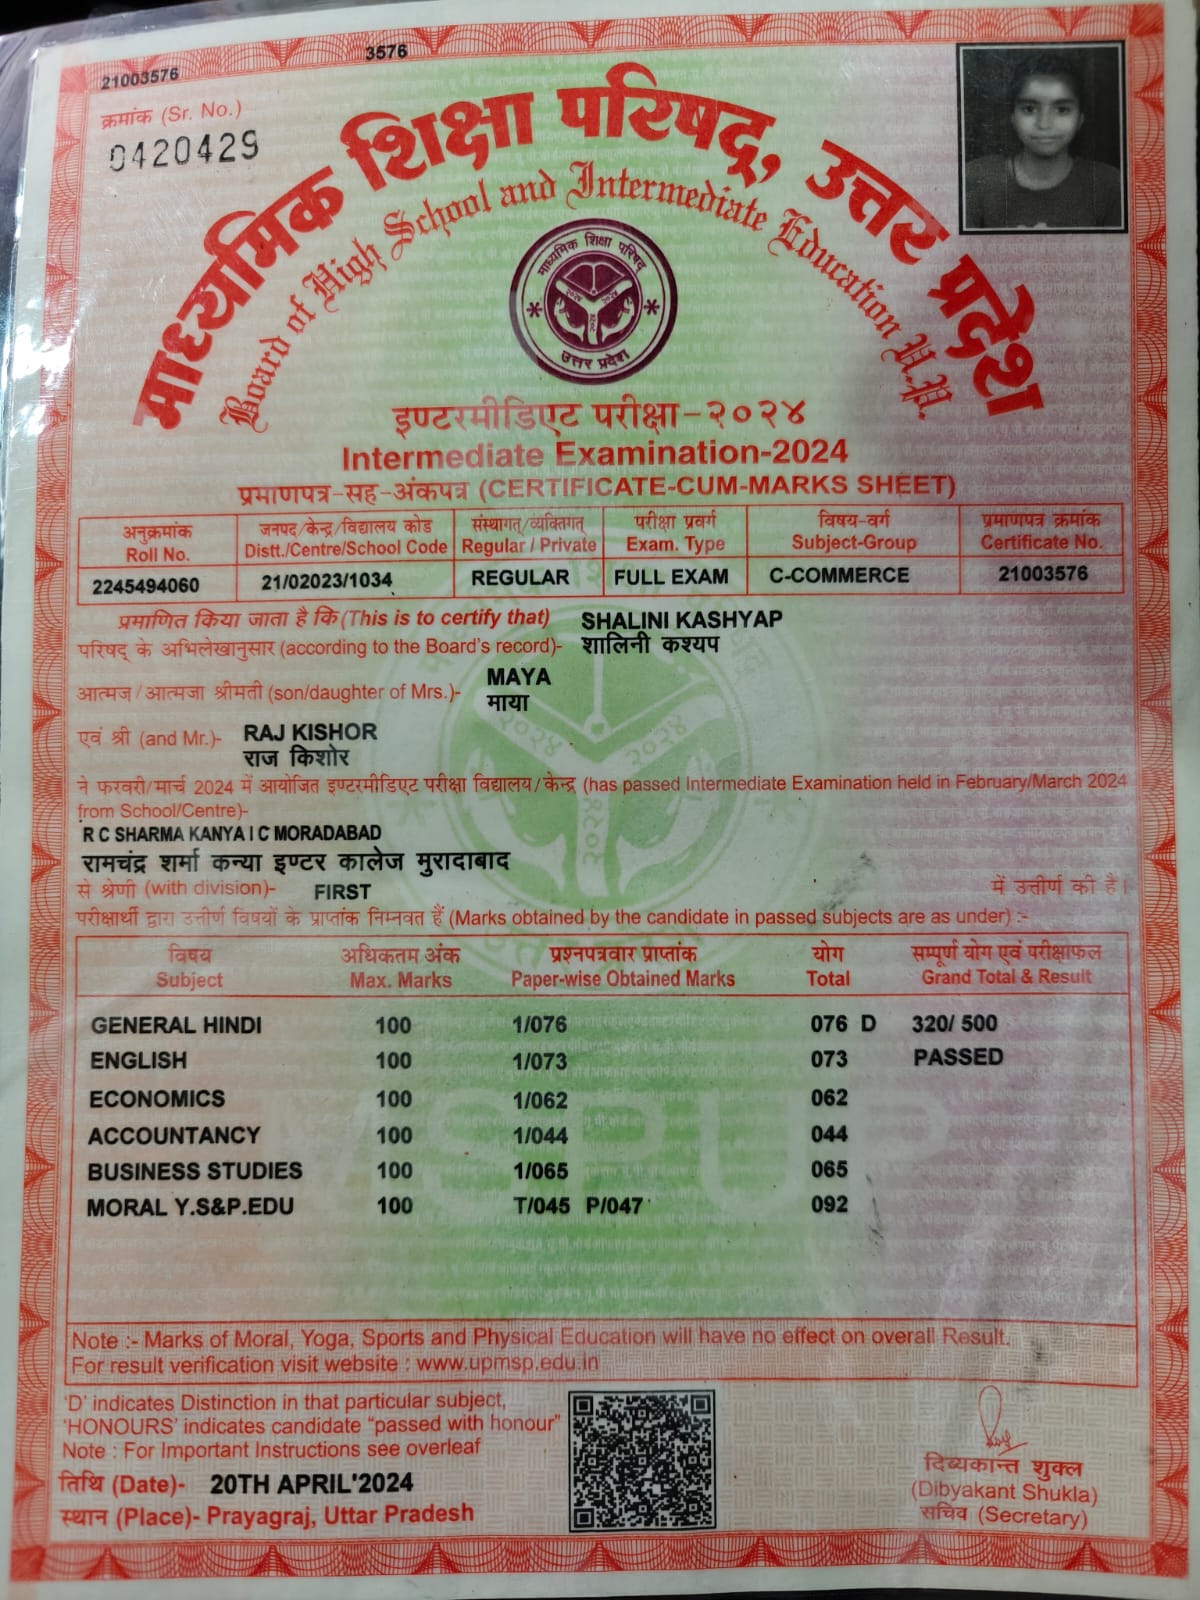 21003576
3576
क्रमांक (Sr. No.)
0420429
माध्यमिक शिक्षा परिषद्, उत्तर प्रदेश
Board of High School and Intermediate Education U.P.
माध्यमिक शिक्षा परिषद्
२०२४ २०२४
२०२४
उत्तर प्रदेश
इण्टरमीडिएट परीक्षा-२०२४
Intermediate Examination-2024
प्रमाणपत्र-सह-अंकपत्र (CERTIFICATE-CUM-MARKS SHEET)
अनुक्रमांक जनपद/केन्द्र/विद्यालय कोड संस्थागत्/व्यक्तिगत् परीक्षा प्रवर्ग विषय-वर्ग प्रमाणपत्र क्रमांक
Roll No. Distt./Centre/School Code Regular / Private Exam. Type Subject-Group Certificate No.
2245494060 21/02023/1034 REGULAR FULL EXAM C-COMMERCE 21003576
प्रमाणित किया जाता है कि (This is to certify that) SHALINI KASHYAP
परिषद् के अभिलेखानुसार (according to the Board's record)- शालिनी कश्यप
MAYA
आत्मज/आत्मजा श्रीमती (son/daughter of Mrs.)- माया
एवं श्री (and Mr.)- RAJ KISHOR
राज किशोर
ने फरवरी/मार्च 2024 में आयोजित इण्टरमीडिएट परीक्षा विद्यालय/केन्द्र (has passed Intermediate Examination held in February/March 2024
from School/Centre)-
R C SHARMA KANYA I C MORADABAD
रामचंद्र शर्मा कन्या इण्टर कालेज मुरादाबाद
से श्रेणी (with division)- FIRST में उत्तीर्ण की है।
परीक्षार्थी द्वारा उत्तीर्ण विषयों के प्राप्तांक निम्नवत हैं (Marks obtained by the candidate in passed subjects are as under) :-
विषय अधिकतम अंक प्रश्नपत्रवार प्राप्तांक योग सम्पूर्ण योग एवं परीक्षाफल
Subject Max. Marks Paper-wise Obtained Marks Total Grand Total & Result
GENERAL HINDI 100 1/076 076 D 320/ 500
ENGLISH 100 1/073 073 PASSED
ECONOMICS 100 1/062 062
ACCOUNTANCY 100 1/044 044
BUSINESS STUDIES 100 1/065 065
MORAL Y.S&P.EDU 100 T/045 P/047 092
Note :- Marks of Moral, Yoga, Sports and Physical Education will have no effect on overall Result.
For result verification visit website : www.upmsp.edu.in
'D' indicates Distinction in that particular subject,
'HONOURS' indicates candidate "passed with honour"
Note : For Important Instructions see overleaf
तिथि (Date)- 20TH APRIL'2024
स्थान (Place)- Prayagraj, Uttar Pradesh
दिव्यकान्त शुक्ल
(Dibyakant Shukla)
सचिव (Secretary)